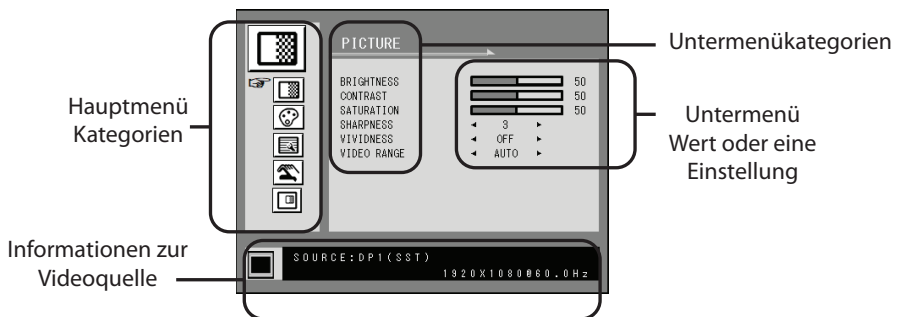 PICTURE
BRIGHTNESS 50
CONTRAST 50
SATURATION 50
SHARPNESS 3
VIVIDNESS OFF
VIDEO RANGE AUTO
SOURCE:DP1(SST)
1920X1080@60.0Hz
Hauptmenü
Kategorien
Informationen zur
Videoquelle
Untermenükategorien
Untermenü
Wert oder eine
Einstellung